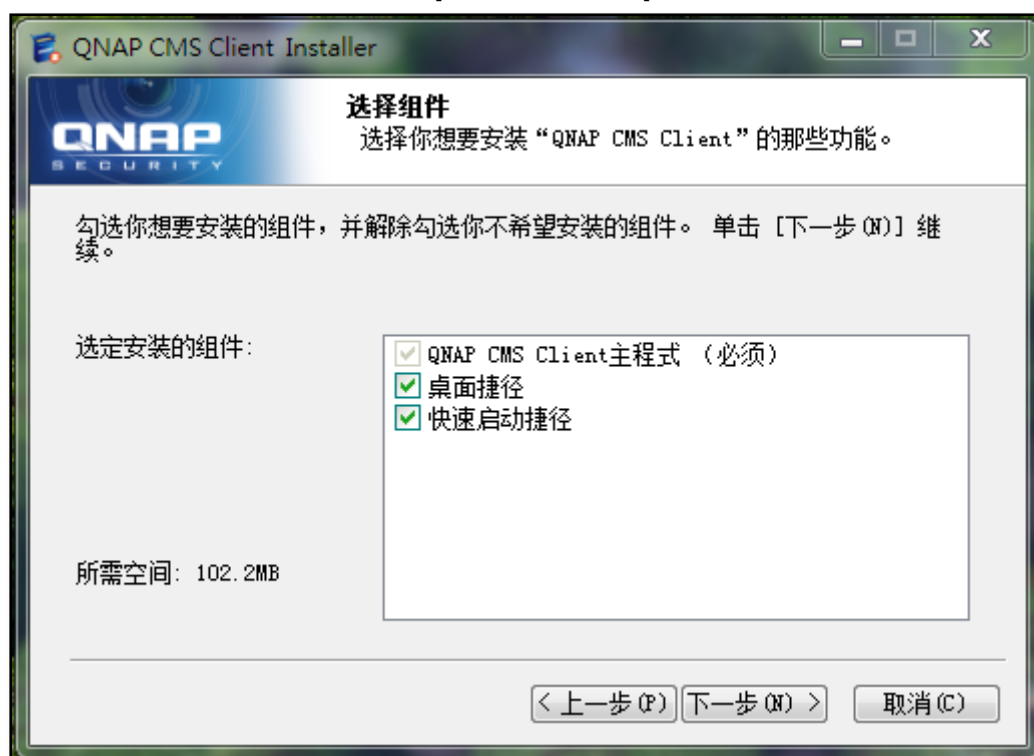 QNAP CMS Client Installer
QNAP
SECURITY
选择组件
选择你想要安装“QNAP CMS Client”的那些功能。
勾选你想要安装的组件，并解除勾选你不希望安装的组件。 单击 [下一步(N)] 继
续。
选定安装的组件:
QNAP CMS Client主程式 （必须）
桌面捷径
快速启动捷径
所需空间: 102.2MB
< 上一步(P) 下一步(N) > 取消(C)